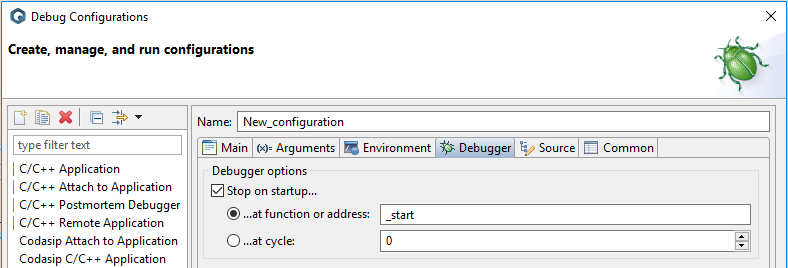 Debug Configurations
Create, manage, and run configurations
type filter text
C/C++ Application
C/C++ Attach to Application
C/C++ Postmortem Debugger
C/C++ Remote Application
Codasip Attach to Application
Codasip C/C++ Application
Name: New_configuration
Main (x)= Arguments Environment Debugger Source Common
Debugger options
Stop on startup...
...at function or address: _start
...at cycle: 0